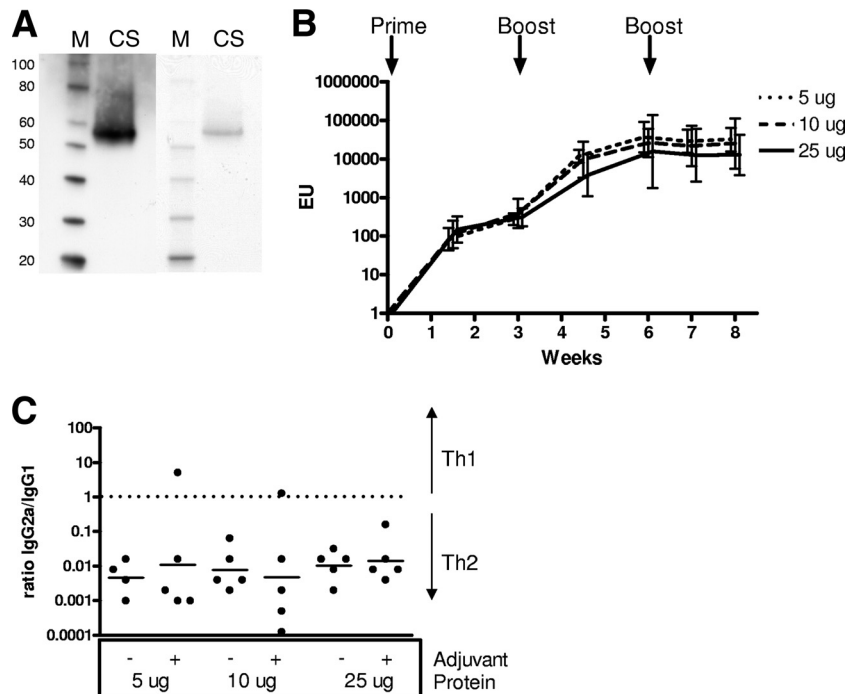 A
M CS M CS
100
80
60
50
40
30
20
B
Prime Boost Boost
1000000
100000
10000
1000
100
10
1
EU
0 1 2 3 4 5 6 7 8
Weeks
5 ug
10 ug
25 ug
C
100
10
1
0.1
0.01
0.001
0.0001
ratio IgG2a/IgG1
Th1
Th2
- + - + - + Adjuvant
5 ug 10 ug 25 ug Protein